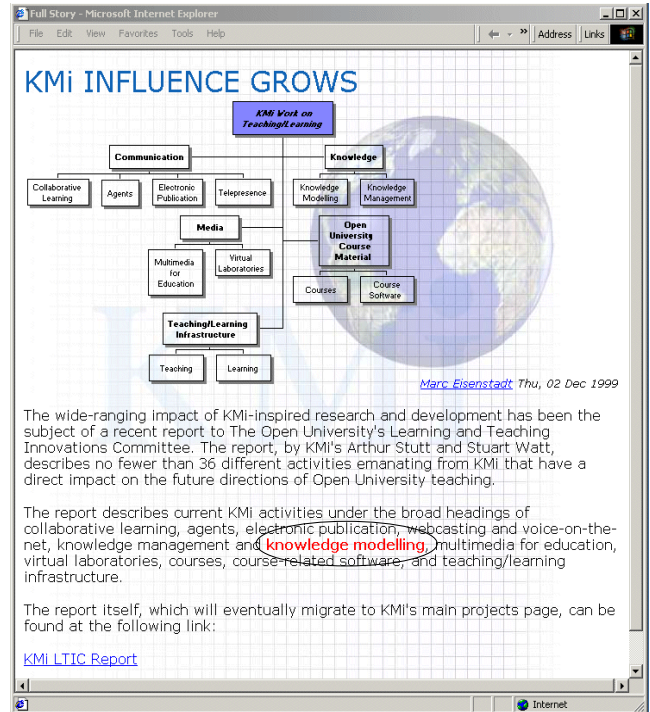 Full Story - Microsoft Internet Explorer
File Edit View Favorites Tools Help
» Address Links
KMi INFLUENCE GROWS
KMi Work on
Teaching/Learning
Communication
Knowledge
Collaborative
Learning
Agents
Electronic
Publication
Telepresence
Knowledge
Modelling
Knowledge
Management
Media
Open
University
Course
Material
Multimedia
for
Education
Virtual
Laboratories
Courses
Course
Software
Teaching/Learning
Infrastructure
Teaching
Learning
KMi
Marc Eisenstadt Thu, 02 Dec 1999
The wide-ranging impact of KMi-inspired research and development has been the
subject of a recent report to The Open University's Learning and Teaching
Innovations Committee. The report, by KMi's Arthur Stutt and Stuart Watt,
describes no fewer than 36 different activities emanating from KMi that have a
direct impact on the future directions of Open University teaching.
The report describes current KMi activities under the broad headings of
collaborative learning, agents, electronic publication, webcasting and voice-on-the-
net, knowledge management and knowledge modelling, multimedia for education,
virtual laboratories, courses, course-related software, and teaching/learning
infrastructure.
The report itself, which will eventually migrate to KMi's main projects page, can be
found at the following link:
KMi LTIC Report
Internet